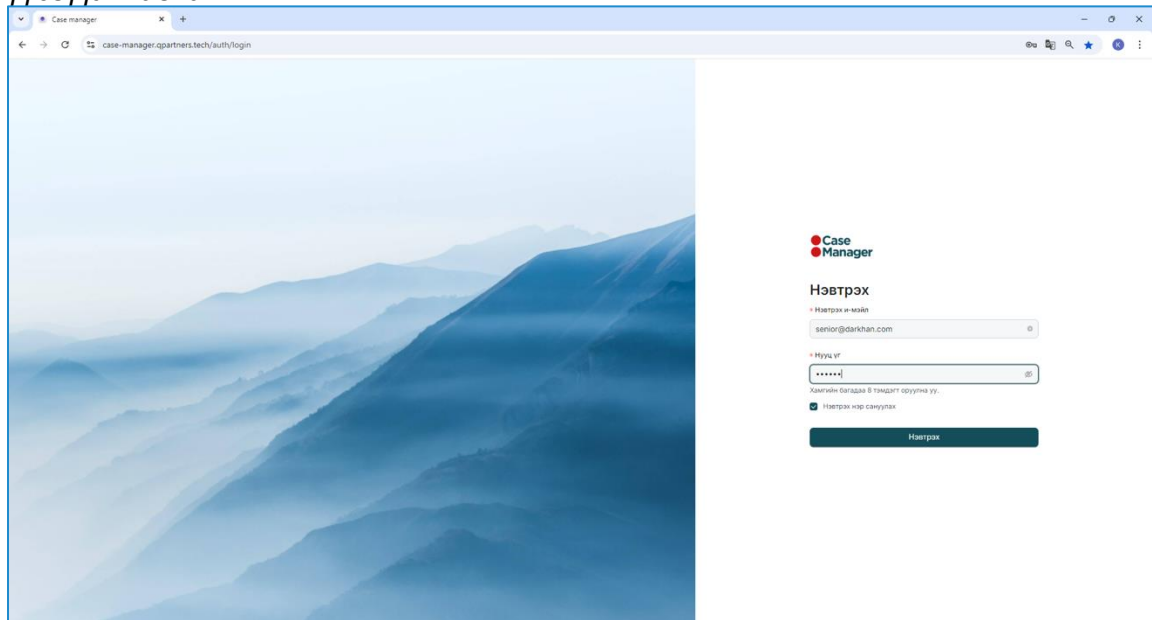 Case manager
case-manager.qpartners.tech/auth/login
K
Case
Manager
Нэвтрэх
* Нэвтрэх и-мэйл
senior@darkhan.com
* Нууц үг
••••••
Хамгийн багадаа 8 тэмдэгт оруулна уу.
Нэвтрэх нэр сануулах
Нэвтрэх